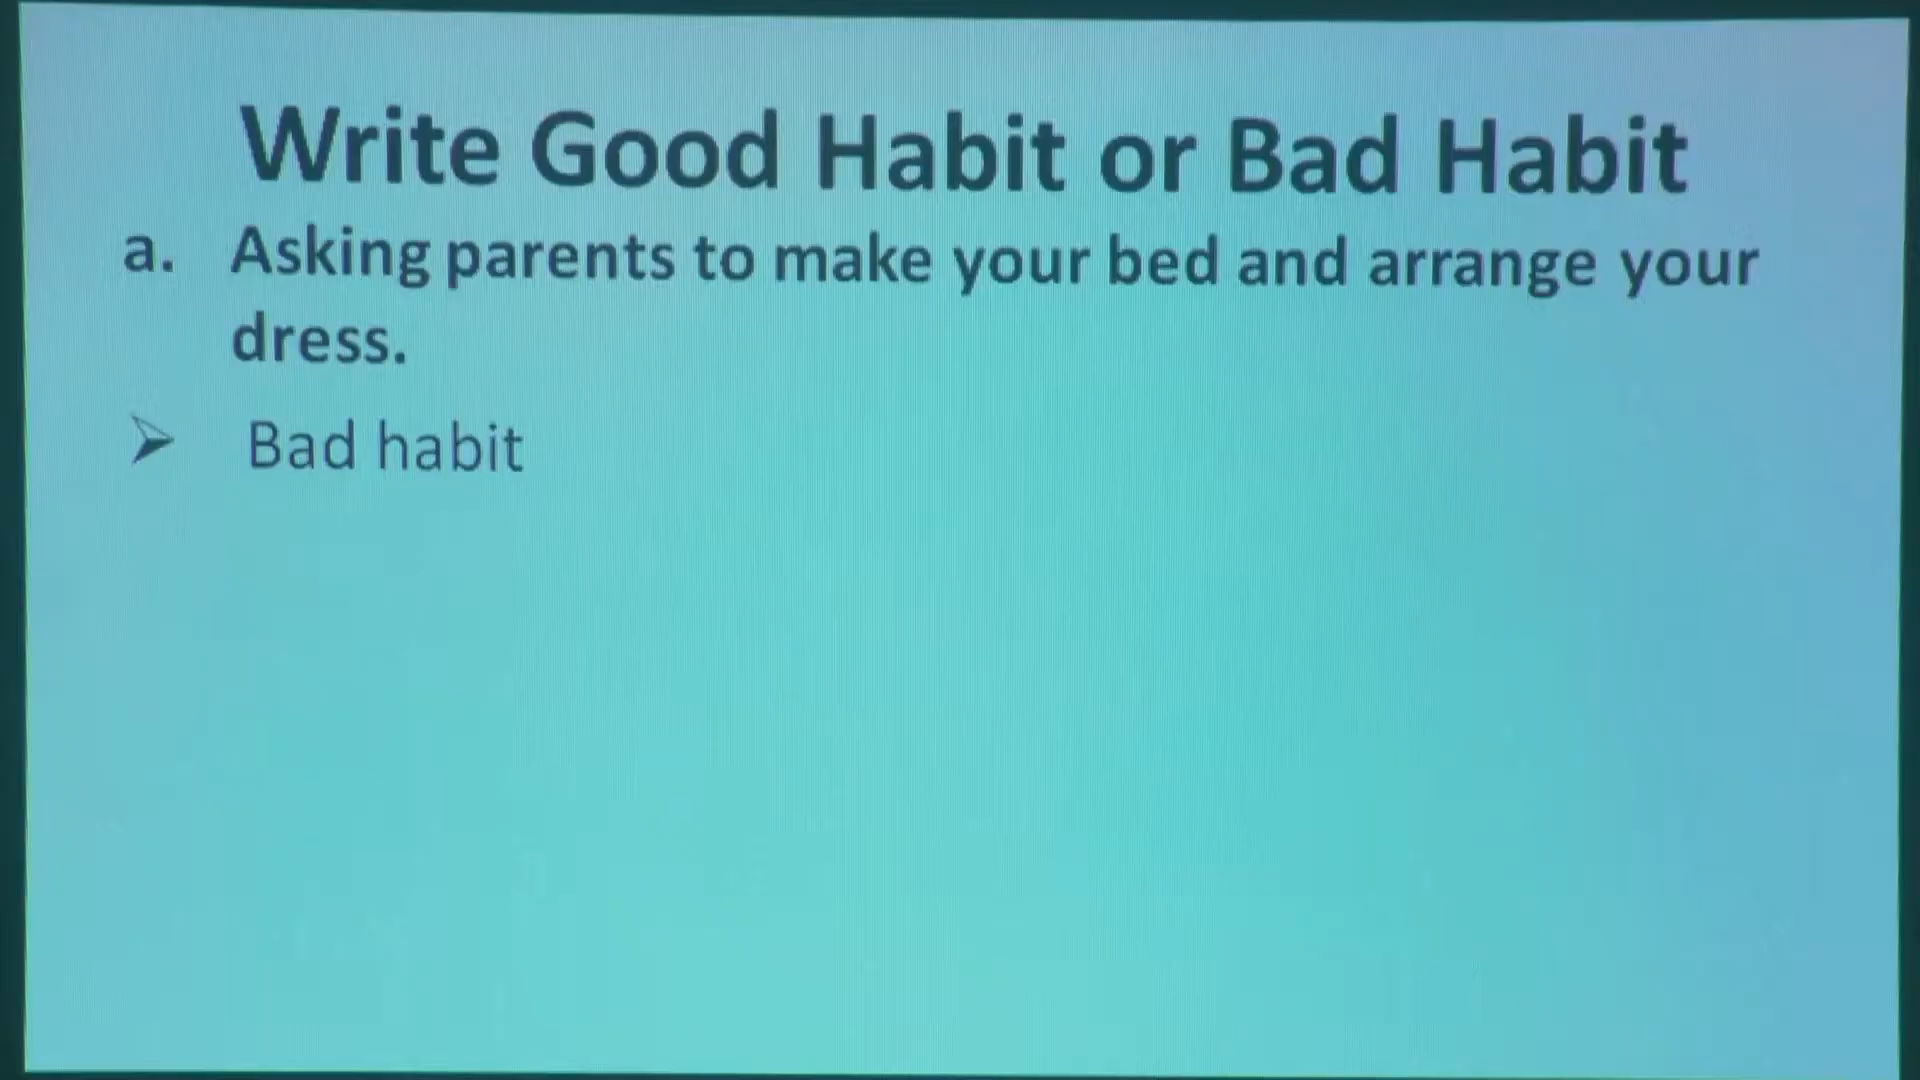 Write Good Habit or Bad Habit
a. Asking parents to make your bed and arrange your
dress.
➢ Bad habit